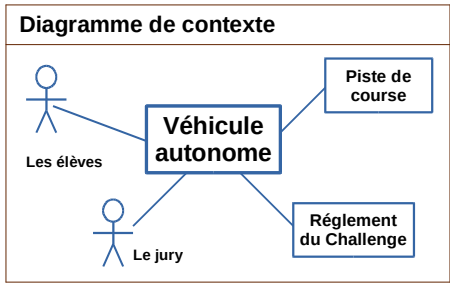 Diagramme de contexte
Piste de
course
Véhicule
autonome
Les élèves
Réglement
du Challenge
Le jury